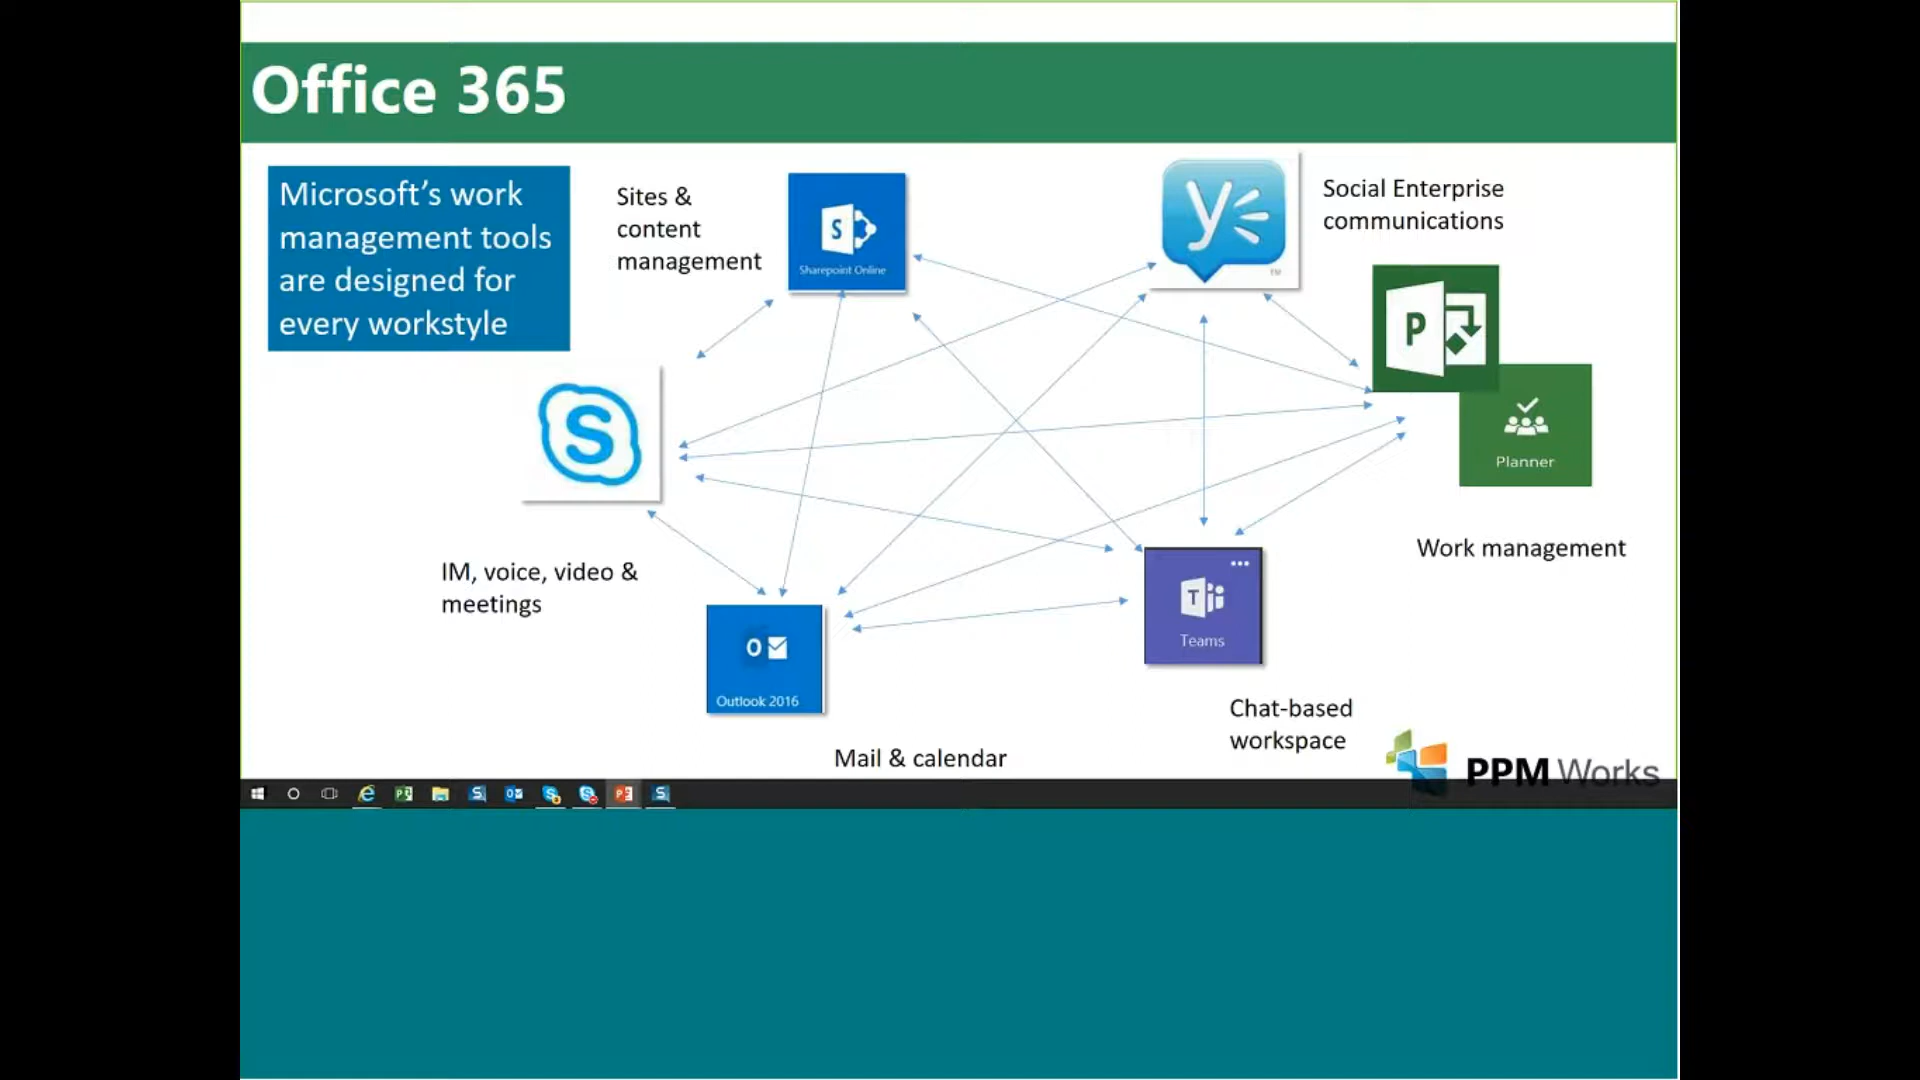 Office 365
Microsoft's work
management tools
are designed for
every workstyle
Sites &
content
management
S
Sharepoint Online
y
TM
Social Enterprise
communications
P
Planner
Work management
S
IM, voice, video &
meetings
O
Outlook 2016
Mail & calendar
T
Teams
Chat-based
workspace
PPM Works